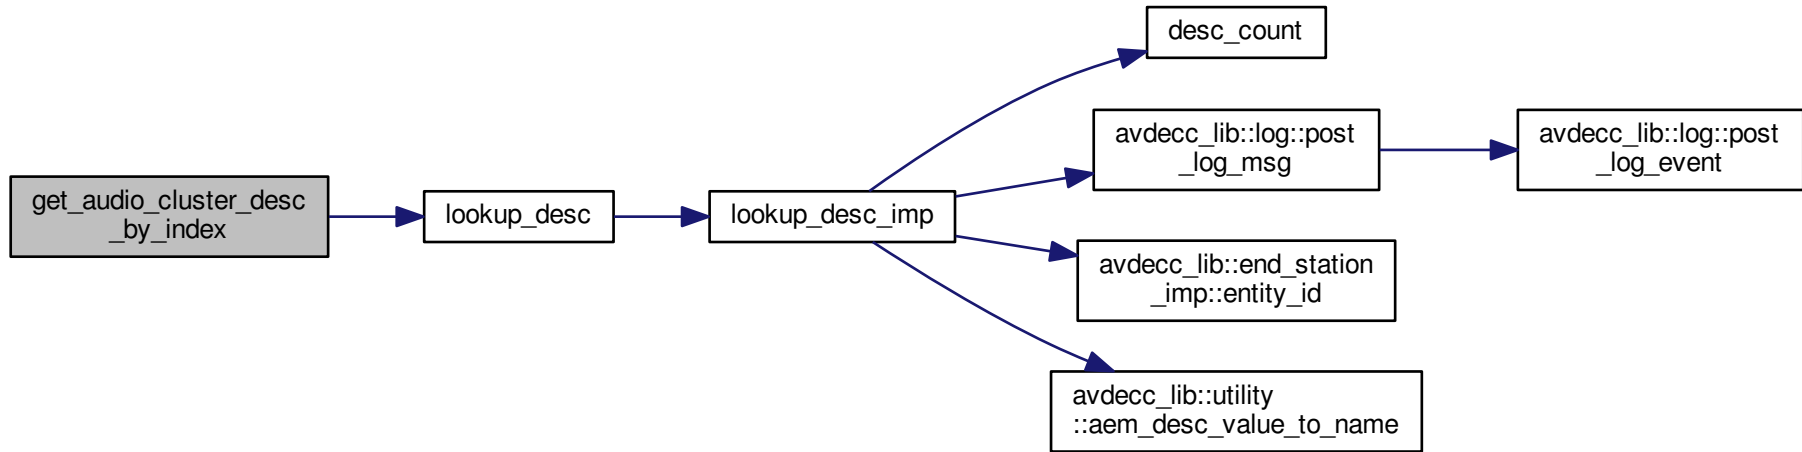 get_audio_cluster_desc
_by_index
lookup_desc
lookup_desc_imp
desc_count
avdecc_lib::log::post
_log_msg
avdecc_lib::log::post
_log_event
avdecc_lib::end_station
_imp::entity_id
avdecc_lib::utility
::aem_desc_value_to_name